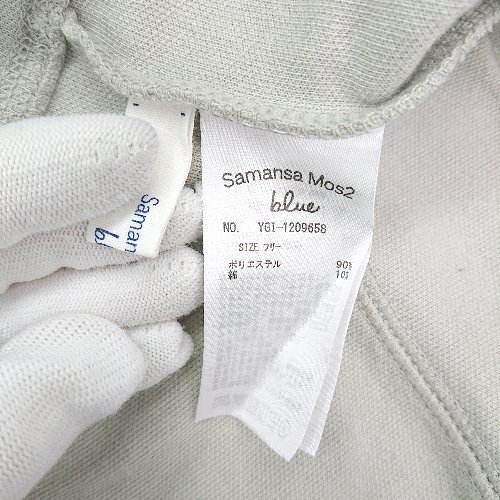 Samansa Mos2
blue
NO. YGT-1209658
SIZE フリー
ポリエステル 90%
綿 10%
Saman